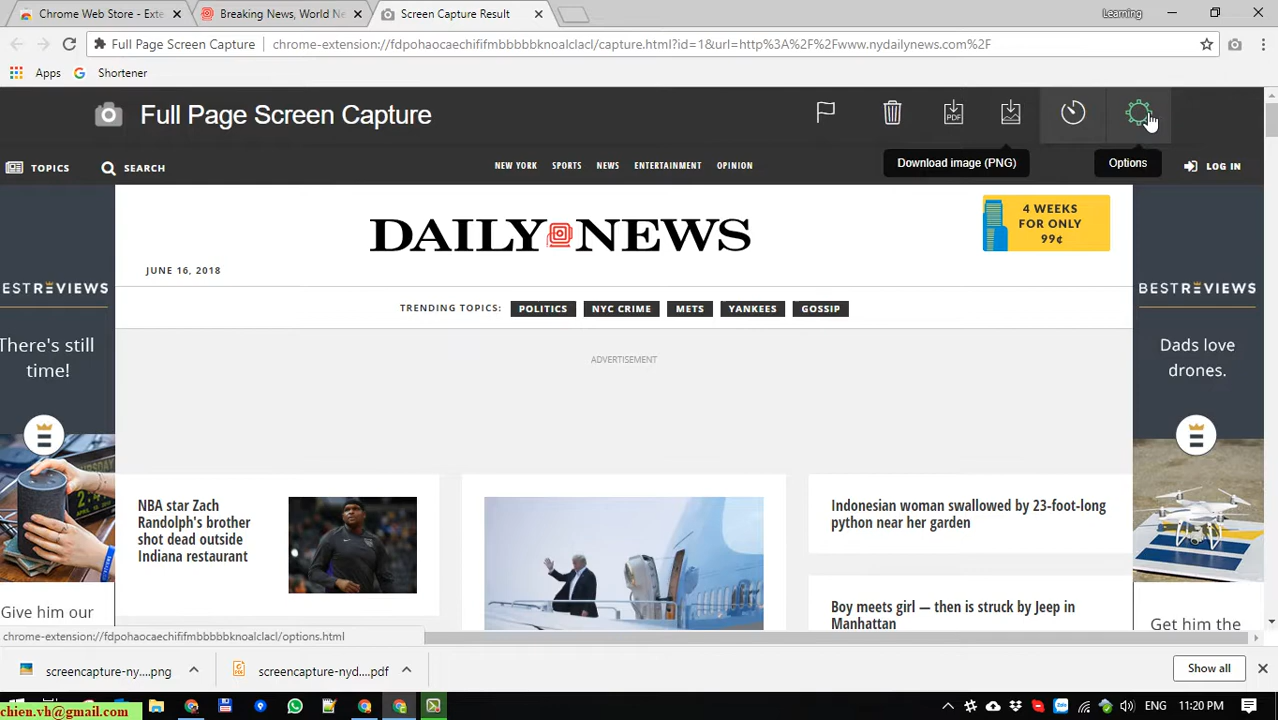 Chrome Web Store - Exte
Breaking News, World Ne
Screen Capture Result
Learning
Full Page Screen Capture
chrome-extension://fdpohaocaechififmbbbbbknoalclacl/capture.html?id=1&url=http%3A%2F%2Fwww.nydailynews.com%2F
Apps
Shortener
Full Page Screen Capture
PDF
Download image (PNG)
Options
TOPICS
SEARCH
NEW YORK
SPORTS
NEWS
ENTERTAINMENT
OPINION
LOG IN
DAILY NEWS
4 WEEKS
FOR ONLY
99¢
JUNE 16, 2018
TRENDING TOPICS:
POLITICS
NYC CRIME
METS
YANKEES
GOSSIP
ESTREVIEWS
There's still
time!
BESTREVIEWS
Dads love
drones.
ADVERTISEMENT
NBA star Zach
Randolph's brother
shot dead outside
Indiana restaurant
Indonesian woman swallowed by 23-foot-long
python near her garden
Boy meets girl — then is struck by Jeep in
Manhattan
Give him our
Get him the
chrome-extension://fdpohaocaechififmbbbbbknoalclacl/options.html
screencapture-ny....png
screencapture-nyd....pdf
Show all
chien.vh@gmail.com
11:20 PM